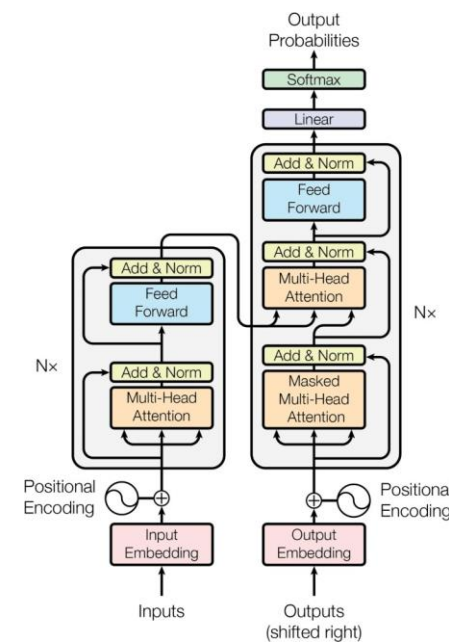 Output
Probabilities
Softmax
Linear
Add & Norm
Feed
Forward
Add & Norm
Multi-Head
Attention
Add & Norm
Masked
Multi-Head
Attention
N×
Positional
Encoding
Output
Embedding
Outputs
(shifted right)
Add & Norm
Feed
Forward
Add & Norm
Multi-Head
Attention
N×
Positional
Encoding
Input
Embedding
Inputs